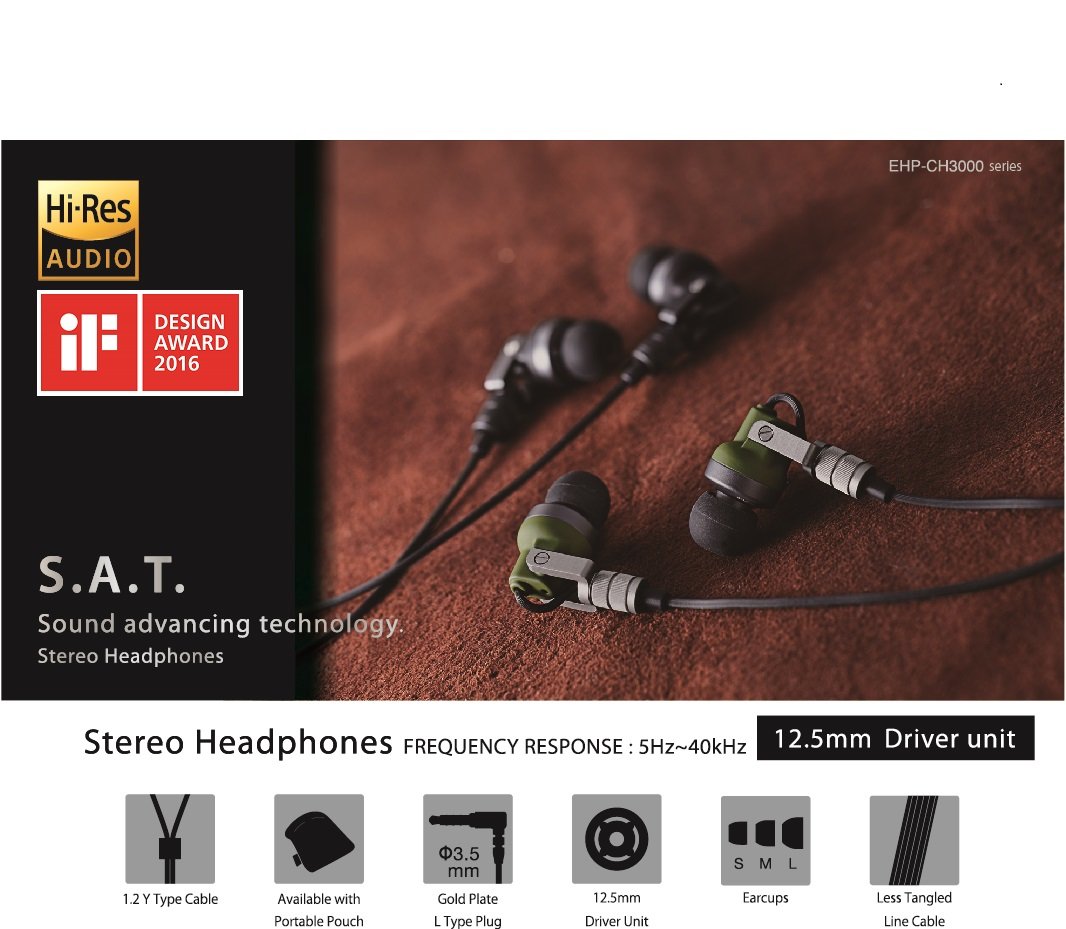 EHP-CH3000 series
Hi-Res
AUDIO
iF
DESIGN
AWARD
2016
S.A.T.
Sound advancing technology.
Stereo Headphones
Stereo Headphones FREQUENCY RESPONSE : 5Hz~40kHz
12.5mm Driver unit
Φ3.5
mm
S M L
1.2 Y Type Cable
Available with
Portable Pouch
Gold Plate
L Type Plug
12.5mm
Driver Unit
Earcups
Less Tangled
Line Cable